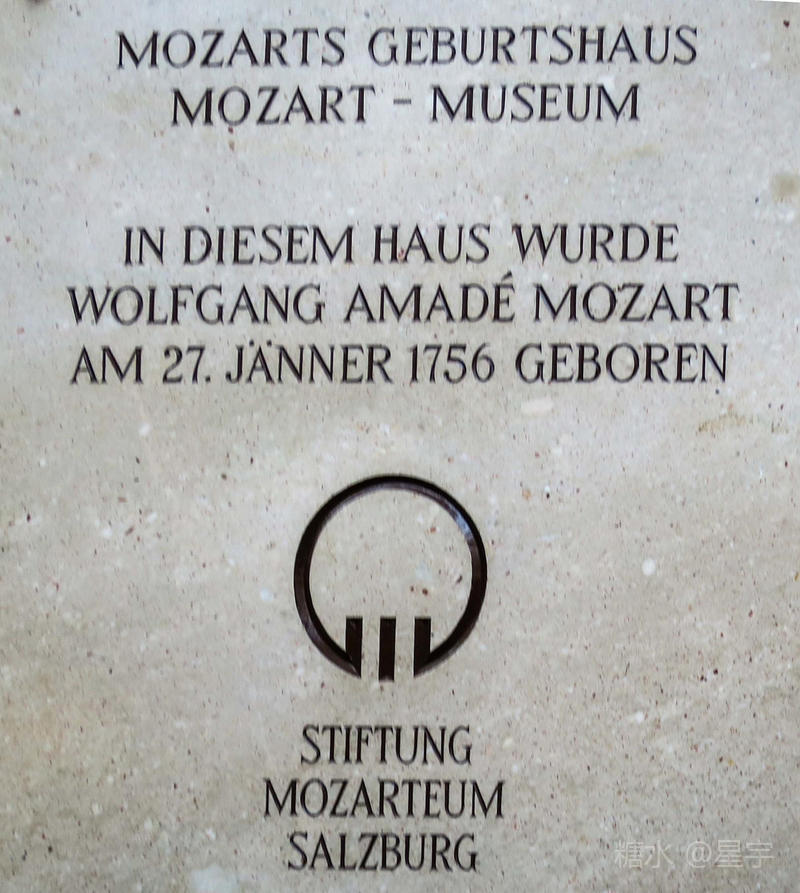 MOZARTS GEBURTSHAUS
MOZART - MUSEUM
IN DIESEM HAUS WURDE
WOLFGANG AMADÉ MOZART
AM 27. JÄNNER 1756 GEBOREN
STIFTUNG
MOZARTEUM
SALZBURG
糖水 @星宇